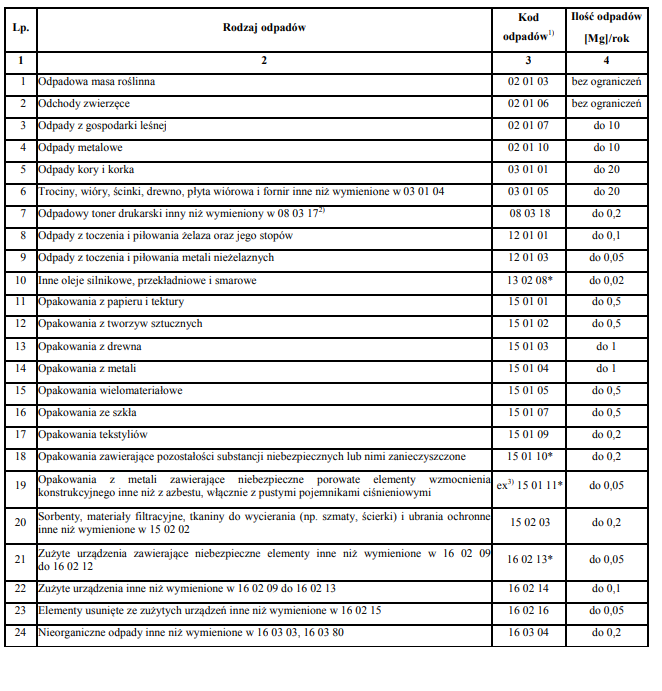 Lp. Rodzaj odpadów Kod odpadów1) Ilość odpadów [Mg]/rok
1 2 3 4
1 Odpadowa masa roślinna 02 01 03 bez ograniczeń
2 Odchody zwierzęce 02 01 06 bez ograniczeń
3 Odpady z gospodarki leśnej 02 01 07 do 10
4 Odpady metalowe 02 01 10 do 10
5 Odpady kory i korka 03 01 01 do 20
6 Trociny, wióry, ścinki, drewno, płyta wiórowa i fornir inne niż wymienione w 03 01 04 03 01 05 do 20
7 Odpadowy toner drukarski inny niż wymieniony w 08 03 172) 08 03 18 do 0,2
8 Odpady z toczenia i piłowania żelaza oraz jego stopów 12 01 01 do 0,1
9 Odpady z toczenia i piłowania metali nieżelaznych 12 01 03 do 0,05
10 Inne oleje silnikowe, przekładniowe i smarowe 13 02 08* do 0,02
11 Opakowania z papieru i tektury 15 01 01 do 0,5
12 Opakowania z tworzyw sztucznych 15 01 02 do 0,5
13 Opakowania z drewna 15 01 03 do 1
14 Opakowania z metali 15 01 04 do 1
15 Opakowania wielomateriałowe 15 01 05 do 0,5
16 Opakowania ze szkła 15 01 07 do 0,5
17 Opakowania tekstyliów 15 01 09 do 0,2
18 Opakowania zawierające pozostałości substancji niebezpiecznych lub nimi zanieczyszczone 15 01 10* do 0,2
19 Opakowania z metali zawierające niebezpieczne porowate elementy wzmocnienia
konstrukcyjnego inne niż z azbestu, włącznie z pustymi pojemnikami ciśnieniowymi ex3) 15 01 11* do 0,05
20 Sorbenty, materiały filtracyjne, tkaniny do wycierania (np. szmaty, ścierki) i ubrania ochronne
inne niż wymienione w 15 02 02 15 02 03 do 0,2
21 Zużyte urządzenia zawierające niebezpieczne elementy inne niż wymienione w 16 02 09
do 16 02 12 16 02 13* do 0,05
22 Zużyte urządzenia inne niż wymienione w 16 02 09 do 16 02 13 16 02 14 do 0,1
23 Elementy usunięte ze zużytych urządzeń inne niż wymienione w 16 02 15 16 02 16 do 0,05
24 Nieorganiczne odpady inne niż wymienione w 16 03 03, 16 03 80 16 03 04 do 0,2